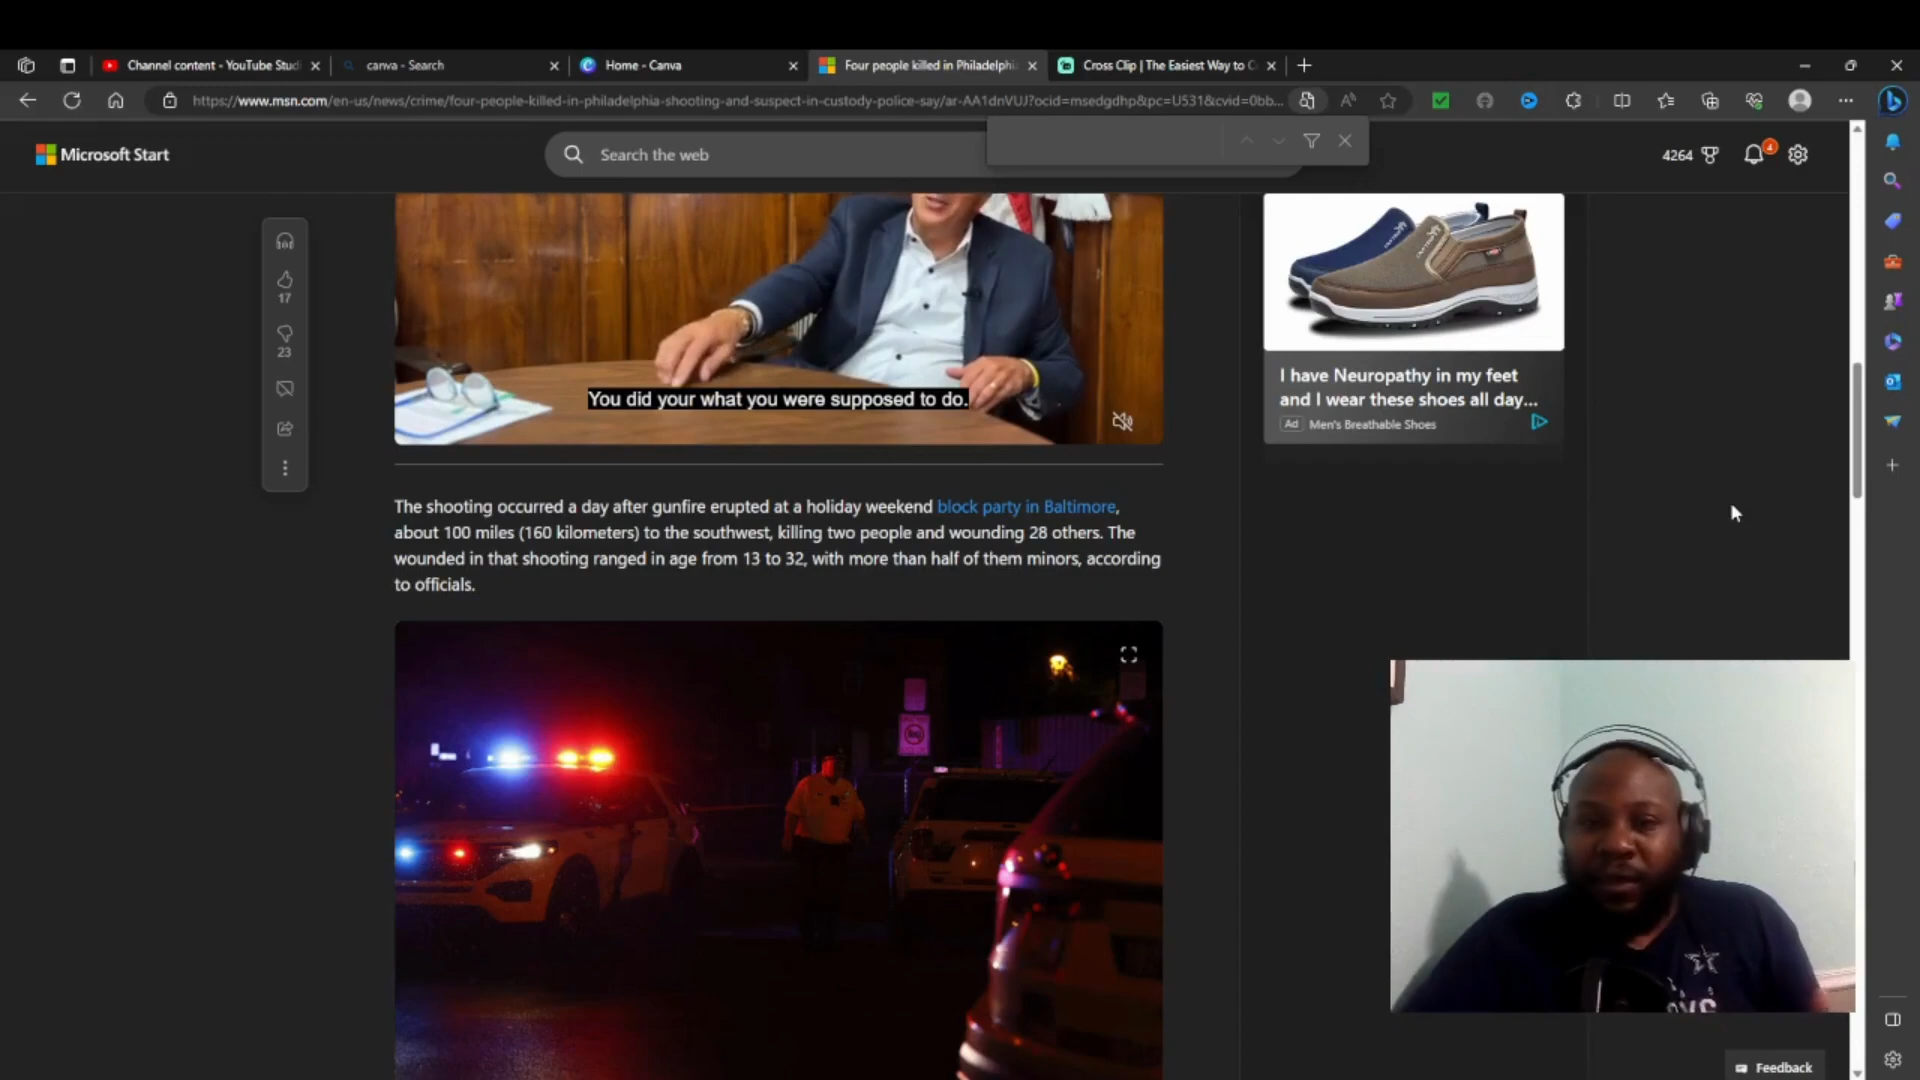 Channel content - YouTube Stud
canva - Search
Home - Canva
Four people killed in Philadelphi
Cross Clip | The Easiest Way to C
https://www.msn.com/en-us/news/crime/four-people-killed-in-philadelphia-shooting-and-suspect-in-custody-police-say/ar-AA1dnVUJ?ocid=msedgdhp&pc=U531&cvid=0bb...
Microsoft Start
Search the web
4264
4
17
23
You did your what you were supposed to do.
I have Neuropathy in my feet
and I wear these shoes all day...
Ad Men's Breathable Shoes
The shooting occurred a day after gunfire erupted at a holiday weekend block party in Baltimore,
about 100 miles (160 kilometers) to the southwest, killing two people and wounding 28 others. The
wounded in that shooting ranged in age from 13 to 32, with more than half of them minors, according
to officials.
Feedback